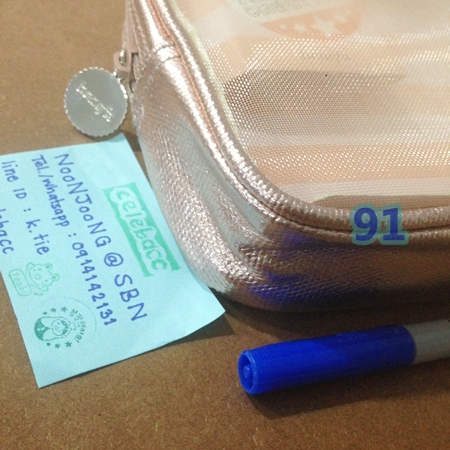 celebacc
NooNJooNG @ SBN
Tel./whatsapp : 0914142131
line ID : k.tie
91